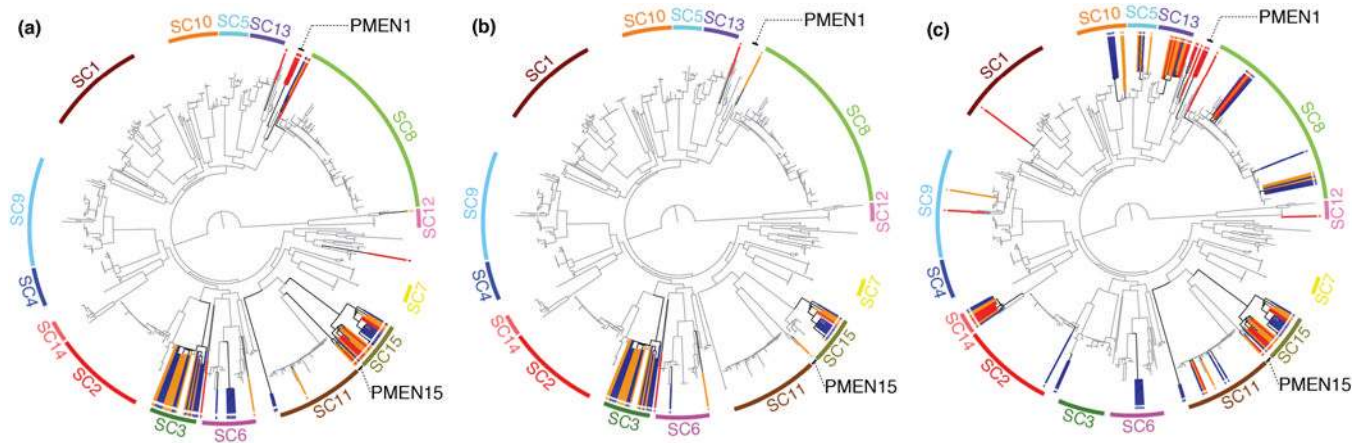 (a)
SC10
SC5
SC13
PMEN1
SC1
SC8
SC9
SC12
SC4
SC7
SC14
SC15
SC2
PMEN15
SC11
SC3
SC6
(b)
SC10
SC5
SC13
PMEN1
SC1
SC8
SC9
SC12
SC4
SC7
SC14
SC15
SC2
PMEN15
SC11
SC3
SC6
(c)
SC10
SC5
SC13
PMEN1
SC1
SC8
SC9
SC12
SC4
SC7
SC14
SC15
SC2
PMEN15
SC11
SC3
SC6